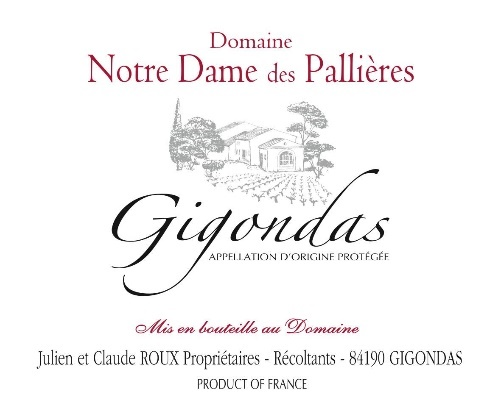 Domaine
Notre Dame des Pallières
Gigondas
APPELLATION D'ORIGINE PROTÉGÉE
Mis en bouteille au Domaine
Julien et Claude ROUX Propriétaires - Récoltants - 84190 GIGONDAS
PRODUCT OF FRANCE